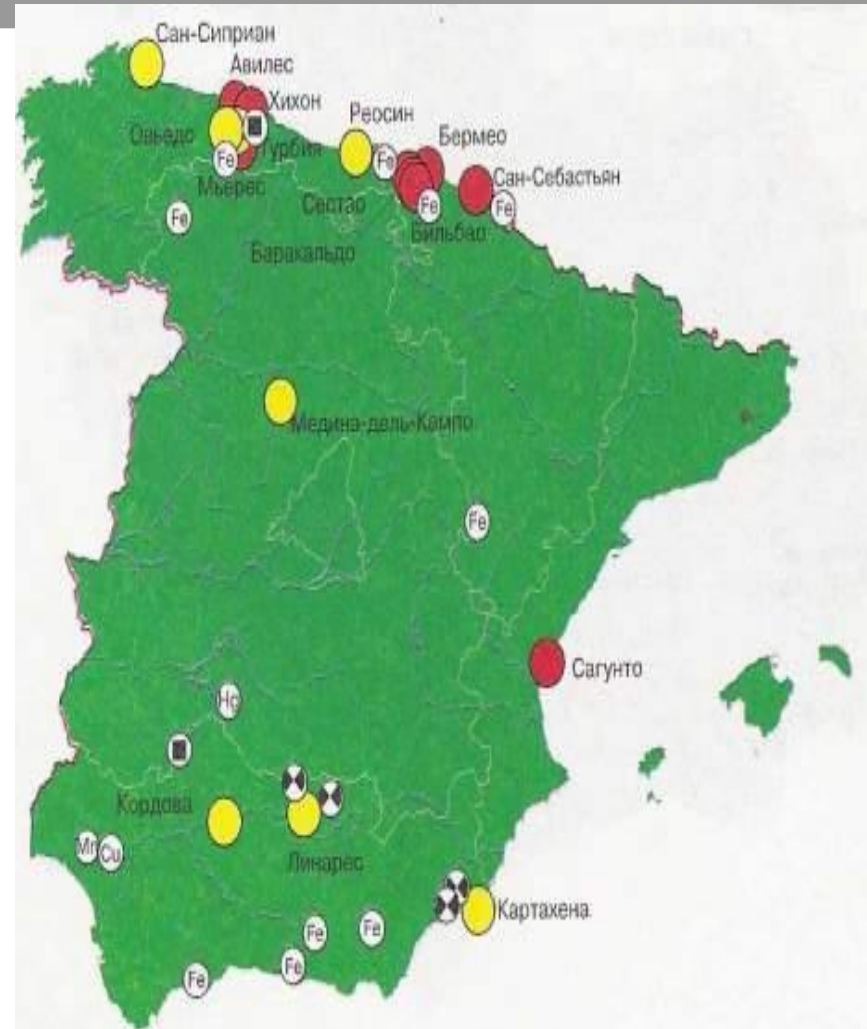 Сан-Сиприан
Авилес
Хихон
Реосин
Бермео
Овьедо
Fe
Турбия
Fe
Мьерес
Сан-Себастьян
Fe
Сестао
Fe
Fe
Бильбао
Баракальдо
Медина-дель-Кампо
Fe
Сагунто
Hg
Кордова
Mn
Cu
Линарес
Картахена
Fe
Fe
Fe
Fe